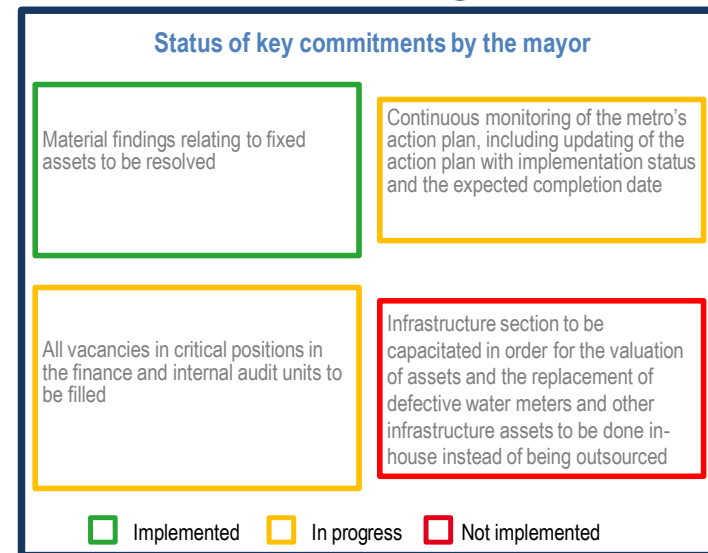 Status of key commitments by the mayor
Material findings relating to fixed
assets to be resolved
Continuous monitoring of the metro's
action plan, including updating of the
action plan with implementation status
and the expected completion date
All vacancies in critical positions in
the finance and internal audit units to
be filled
Infrastructure section to be
capacitated in order for the valuation
of assets and the replacement of
defective water meters and other
infrastructure assets to be done in-
house instead of being outsourced
Implemented In progress Not implemented